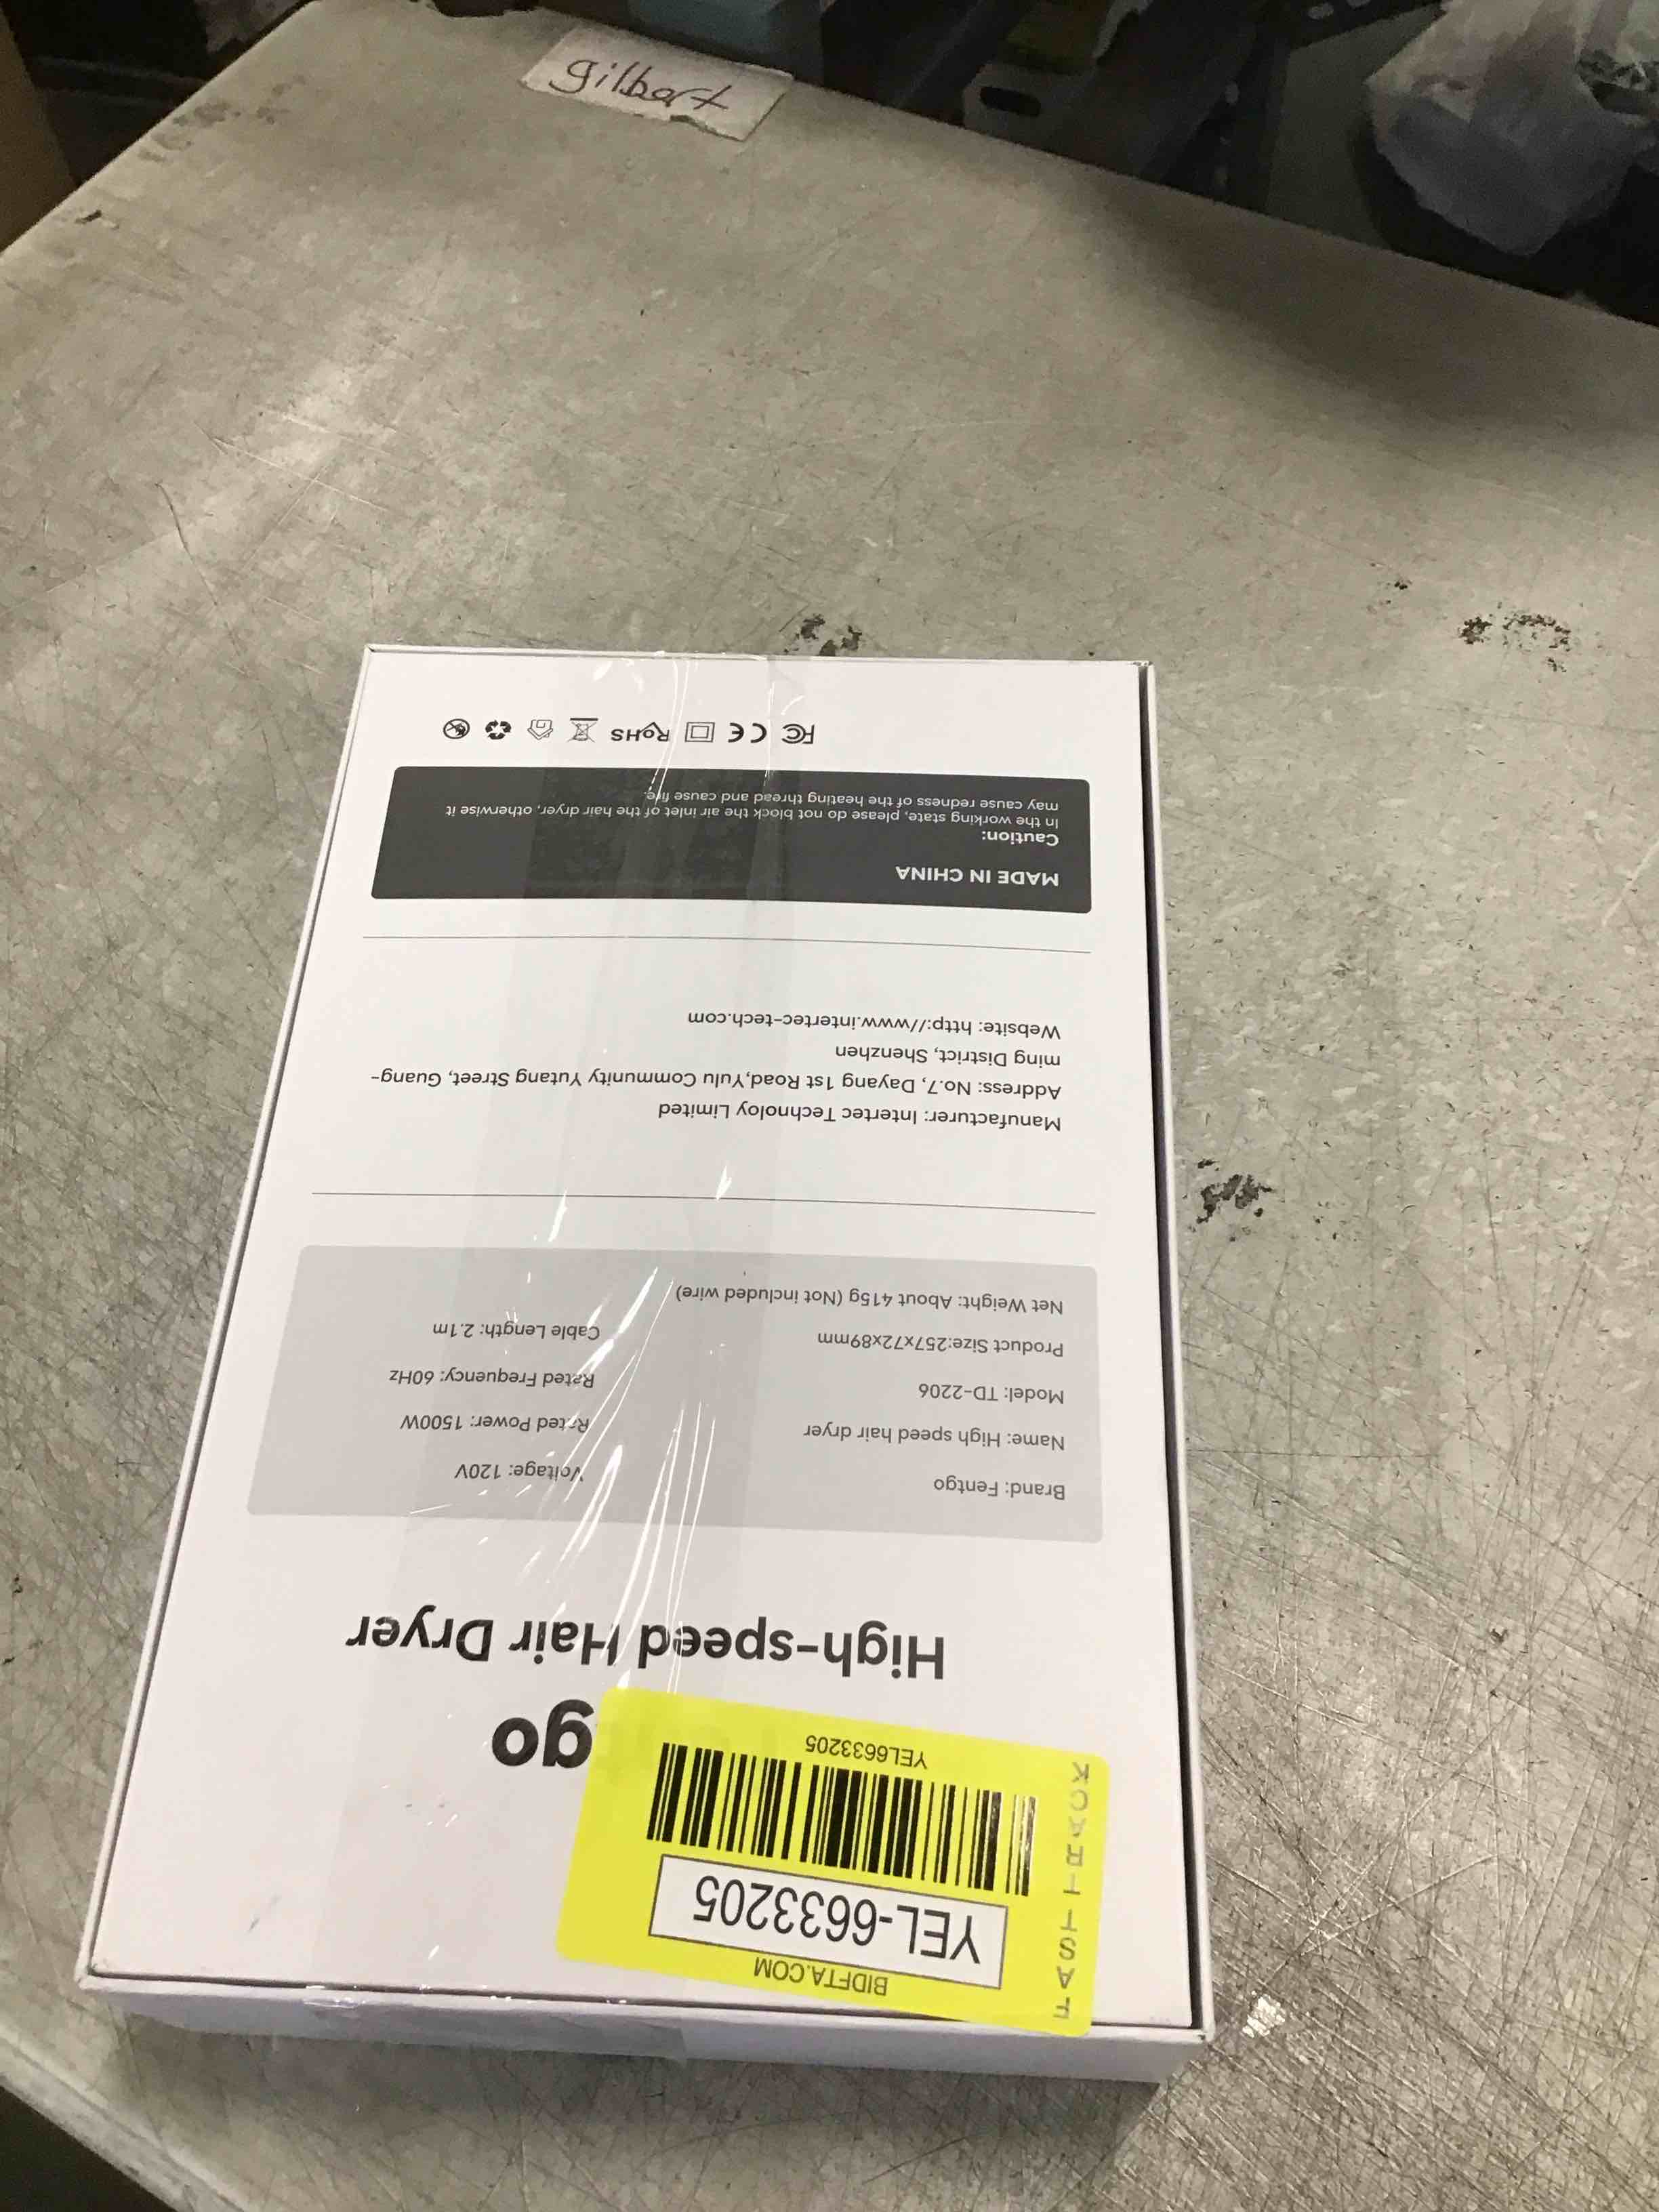 gilbart
BIDFTA.COM
YEL-6633205
YEL6633205
FAST TRACK
go
High-speed Hair Dryer
Brand: Fentgo
Voltage: 120V
Name: High speed hair dryer
Rated Power: 1500W
Model: TD-2206
Rated Frequency: 60Hz
Product Size:257x72x89mm
Cable Length: 2.1m
Net Weight: About 415g (Not included wire)
Manufacturer: Intertec Technoloy Limited
Address: No.7, Dayang 1st Road,Yulu Community Yutang Street, Guang-
ming District, Shenzhen
Website: http://www.intertec-tech.com
MADE IN CHINA
Caution:
In the working state, please do not block the air inlet of the hair dryer, otherwise it
may cause redness of the heating thread and cause fire.
FC CE RoHS